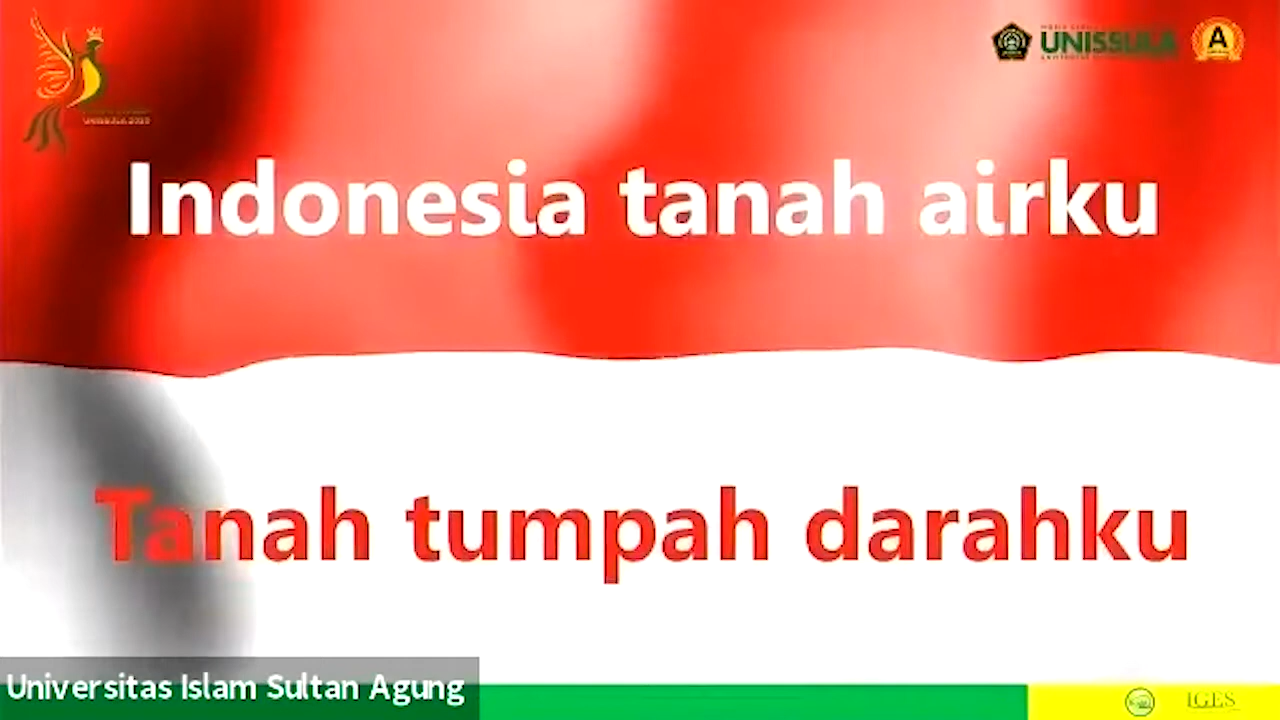 UNISSULA
A
Indonesia tanah airku
Tanah tumpah darahku
Universitas Islam Sultan Agung
IGES